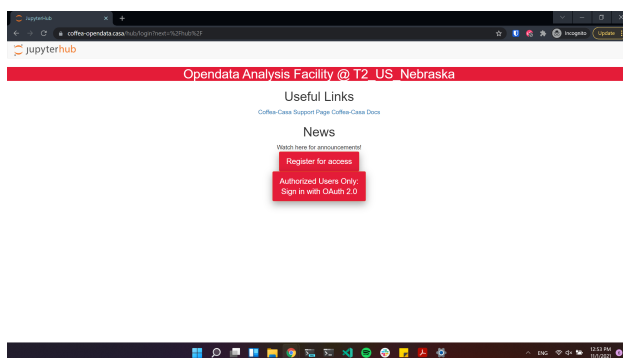 JupyterHub
coffea-opendata.casa/hub/login?next=%2Fhub%2F
Incognito
Update
jupyterhub
Opendata Analysis Facility @ T2_US_Nebraska
Useful Links
Coffea-Casa Support Page Coffea-Casa Docs
News
Watch here for announcements!
Register for access
Authorized Users Only:
Sign in with OAuth 2.0
ENG
12:53 PM
11/1/2021